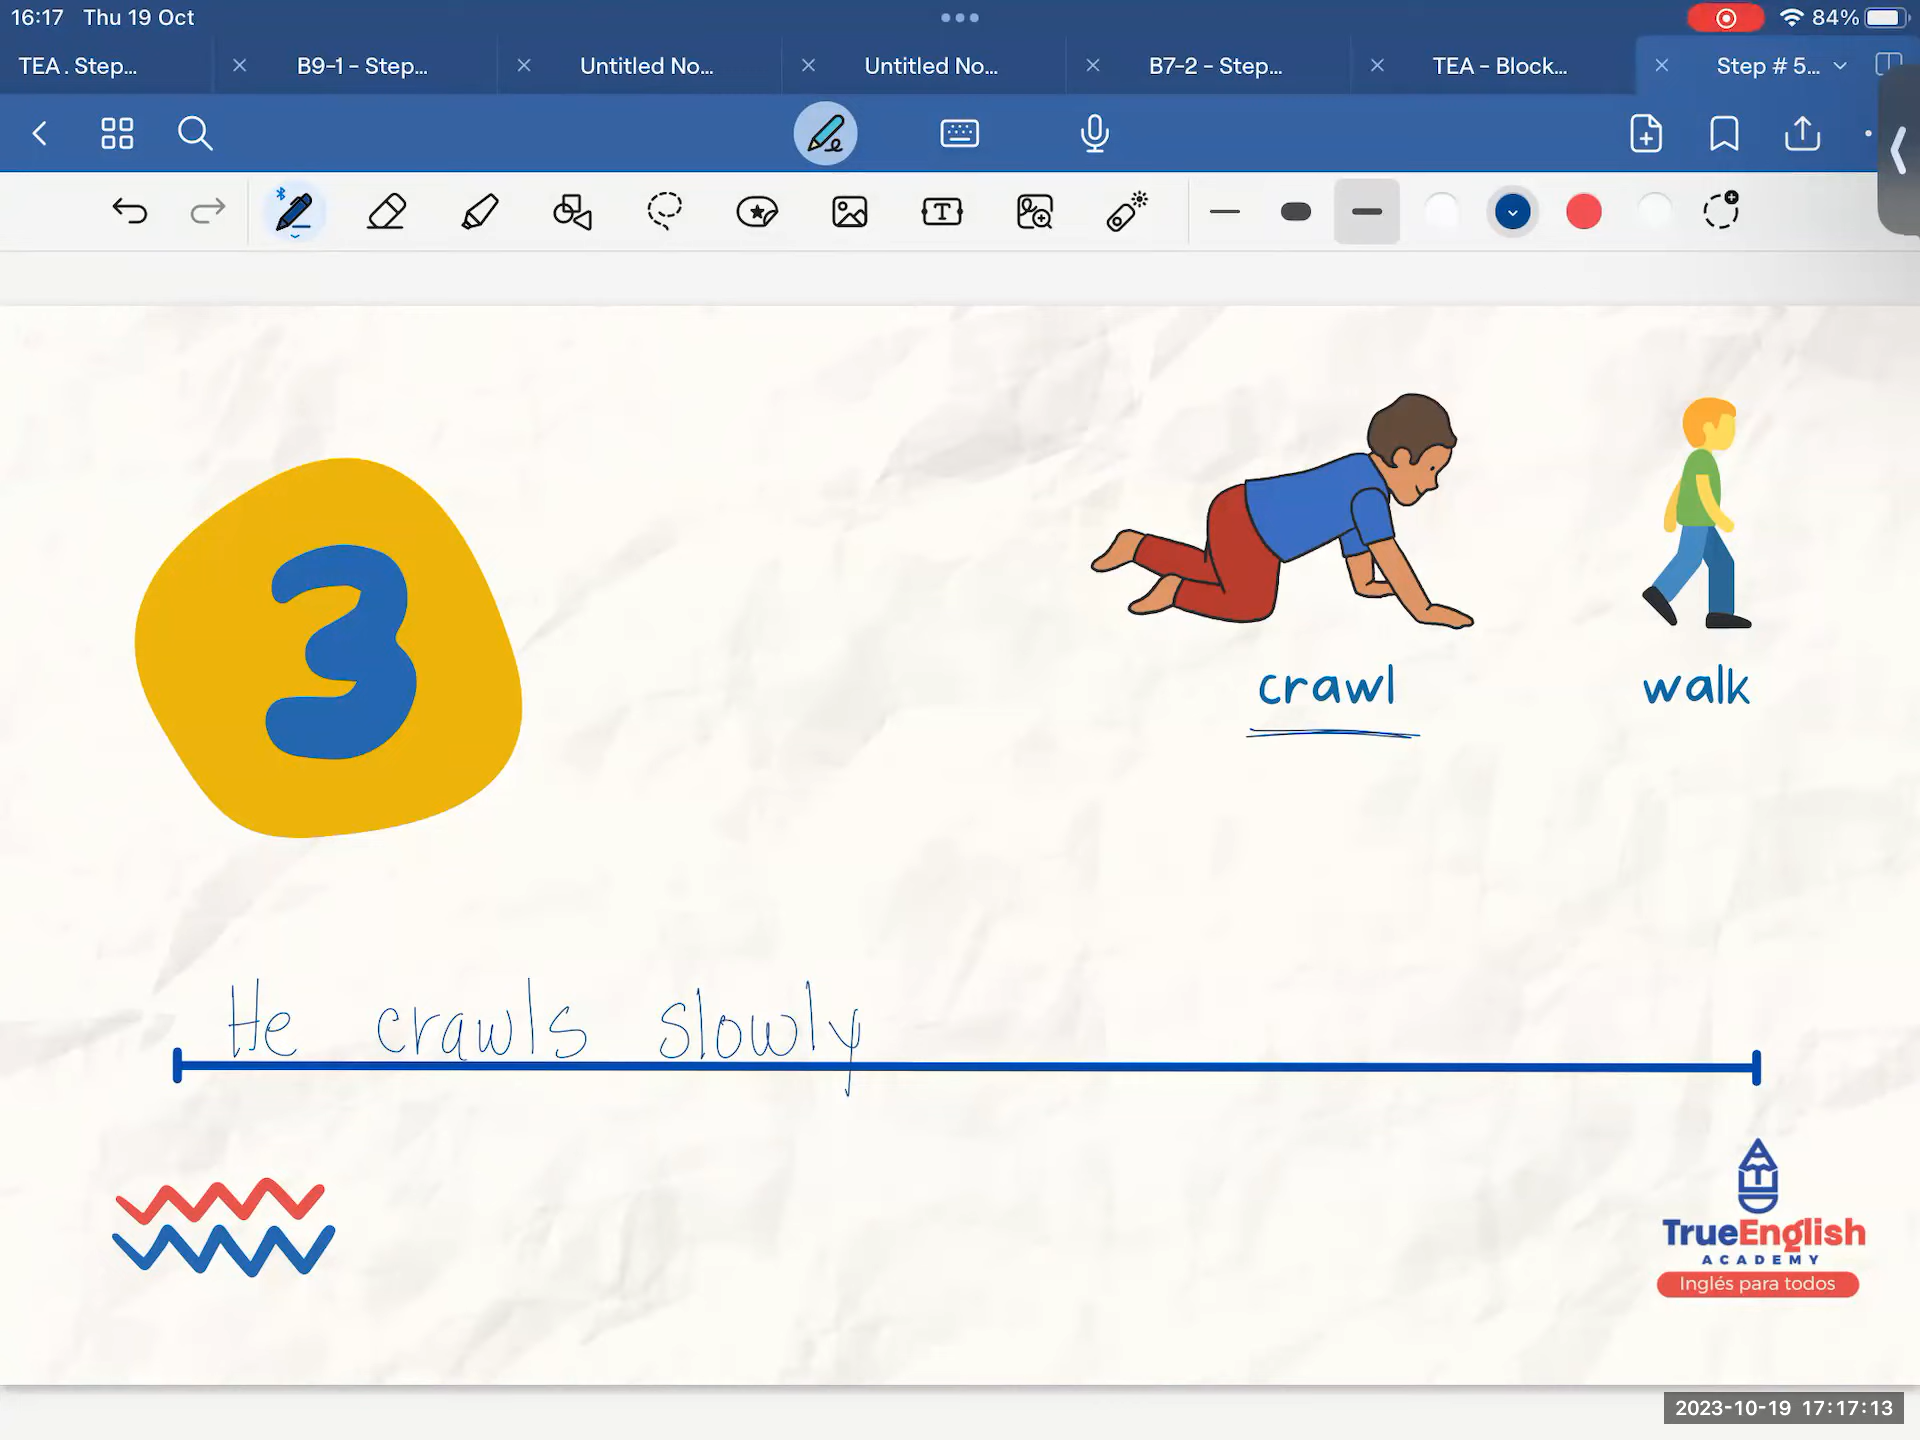 16:17 Thu 19 Oct
84%
TEA . Step...
B9-1 - Step...
Untitled No...
Untitled No...
B7-2 - Step...
TEA - Block...
Step # 5...
3
crawl
walk
He crawls slowly
TrueEnglish
ACADEMY
Inglés para todos
2023-10-19 17:17:13